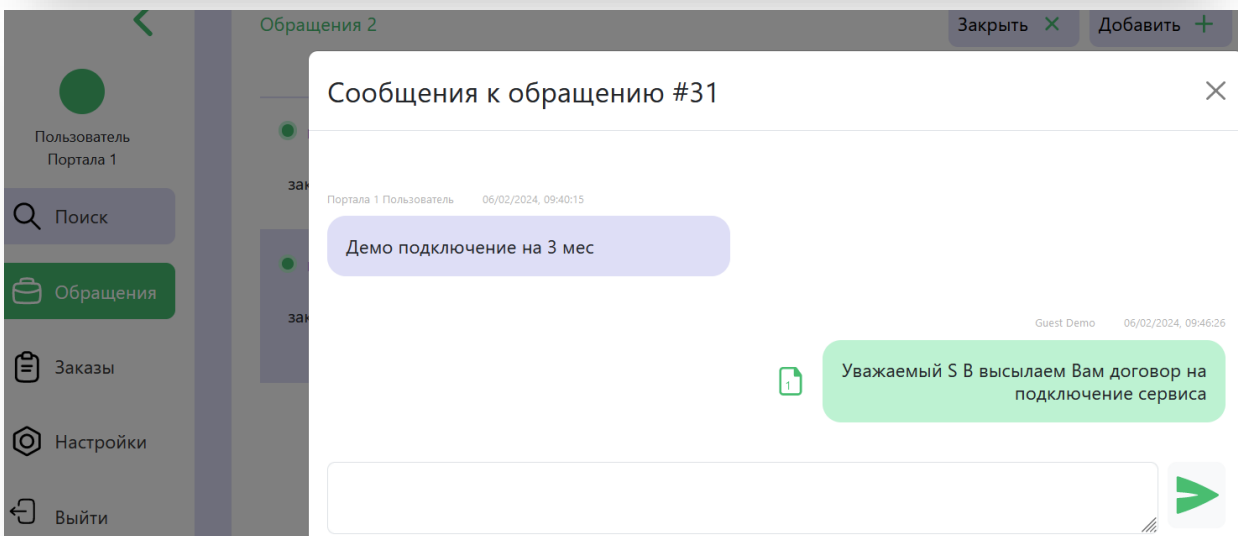 Обращения 2
Закрыть
Добавить
Пользователь
Портала 1
Поиск
Обращения
Заказы
Настройки
Выйти
зак
зак
Сообщения к обращению #31
Портала 1 Пользователь 06/02/2024, 09:40:15
Демо подключение на 3 мес
Guest Demo 06/02/2024, 09:46:26
1
Уважаемый S B высылаем Вам договор на
подключение сервиса